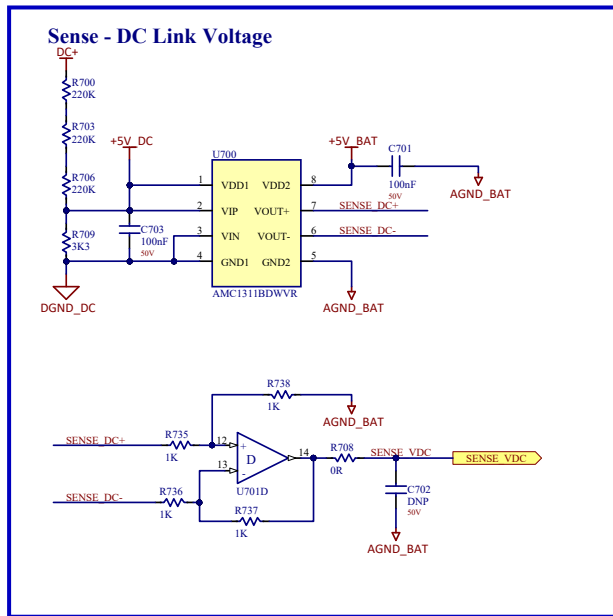 Sense - DC Link Voltage
DC+
R700
220K
R703
220K
R706
220K
R709
3K3
DGND_DC
+5V_DC
C703
100nF
50V
U700
1 VDD1 VDD2 8
2 VIP VOUT+ 7 SENSE_DC+
3 VIN VOUT- 6 SENSE_DC-
4 GND1 GND2 5
AMC1311BDWVR
+5V_BAT
C701
100nF
50V
AGND_BAT
AGND_BAT
R738
1K
AGND_BAT
SENSE_DC+
R735
1K
12
+
D
-
13
14
U701D
SENSE_DC-
R736
1K
R737
1K
R708
0R
SENSE_VDC
SENSE_VDC
C702
DNP
50V
AGND_BAT